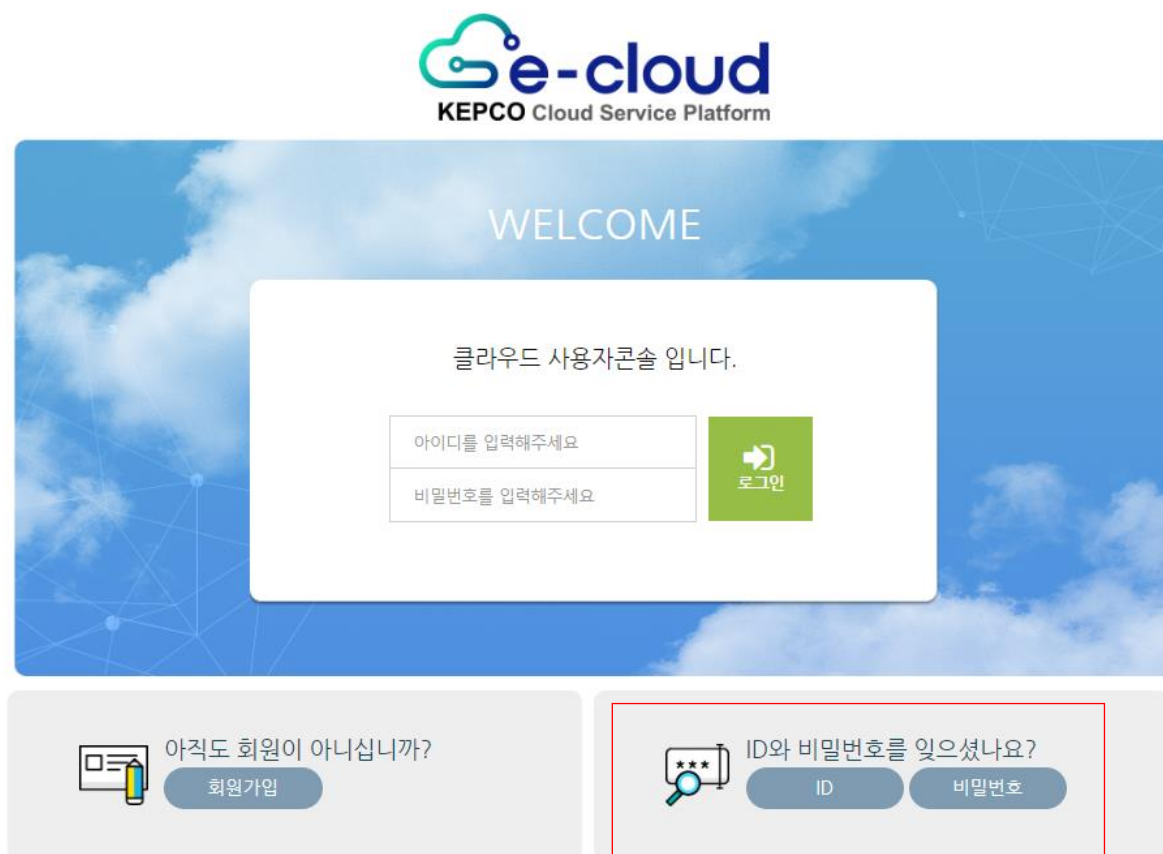 e-cloud
KEPCO Cloud Service Platform
WELCOME
클라우드 사용자콘솔 입니다.
아이디를 입력해주세요
비밀번호를 입력해주세요
로그인
아직도 회원이 아니십니까?
회원가입
ID와 비밀번호를 잊으셨나요?
ID 비밀번호